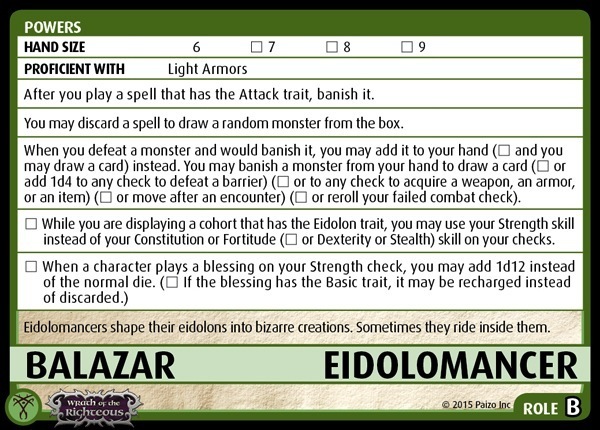 POWERS
HAND SIZE 6 ☐ 7 ☐ 8 ☐ 9
PROFICIENT WITH Light Armors
After you play a spell that has the Attack trait, banish it.
You may discard a spell to draw a random monster from the box.
When you defeat a monster and would banish it, you may add it to your hand (☐ and you
may draw a card) instead. You may banish a monster from your hand to draw a card (☐ or
add 1d4 to any check to defeat a barrier) (☐ or to any check to acquire a weapon, an armor,
or an item) (☐ or move after an encounter) (☐ or reroll your failed combat check).
☐ While you are displaying a cohort that has the Eidolon trait, you may use your Strength skill
instead of your Constitution or Fortitude (☐ or Dexterity or Stealth) skill on your checks.
☐ When a character plays a blessing on your Strength check, you may add 1d12 instead
of the normal die. (☐ If the blessing has the Basic trait, it may be recharged instead
of discarded.)
Eidolomancers shape their eidolons into bizarre creations. Sometimes they ride inside them.
BALAZAR EIDOLOMANCER
Wrath of the
Righteous
© 2015 Paizo Inc
ROLE B